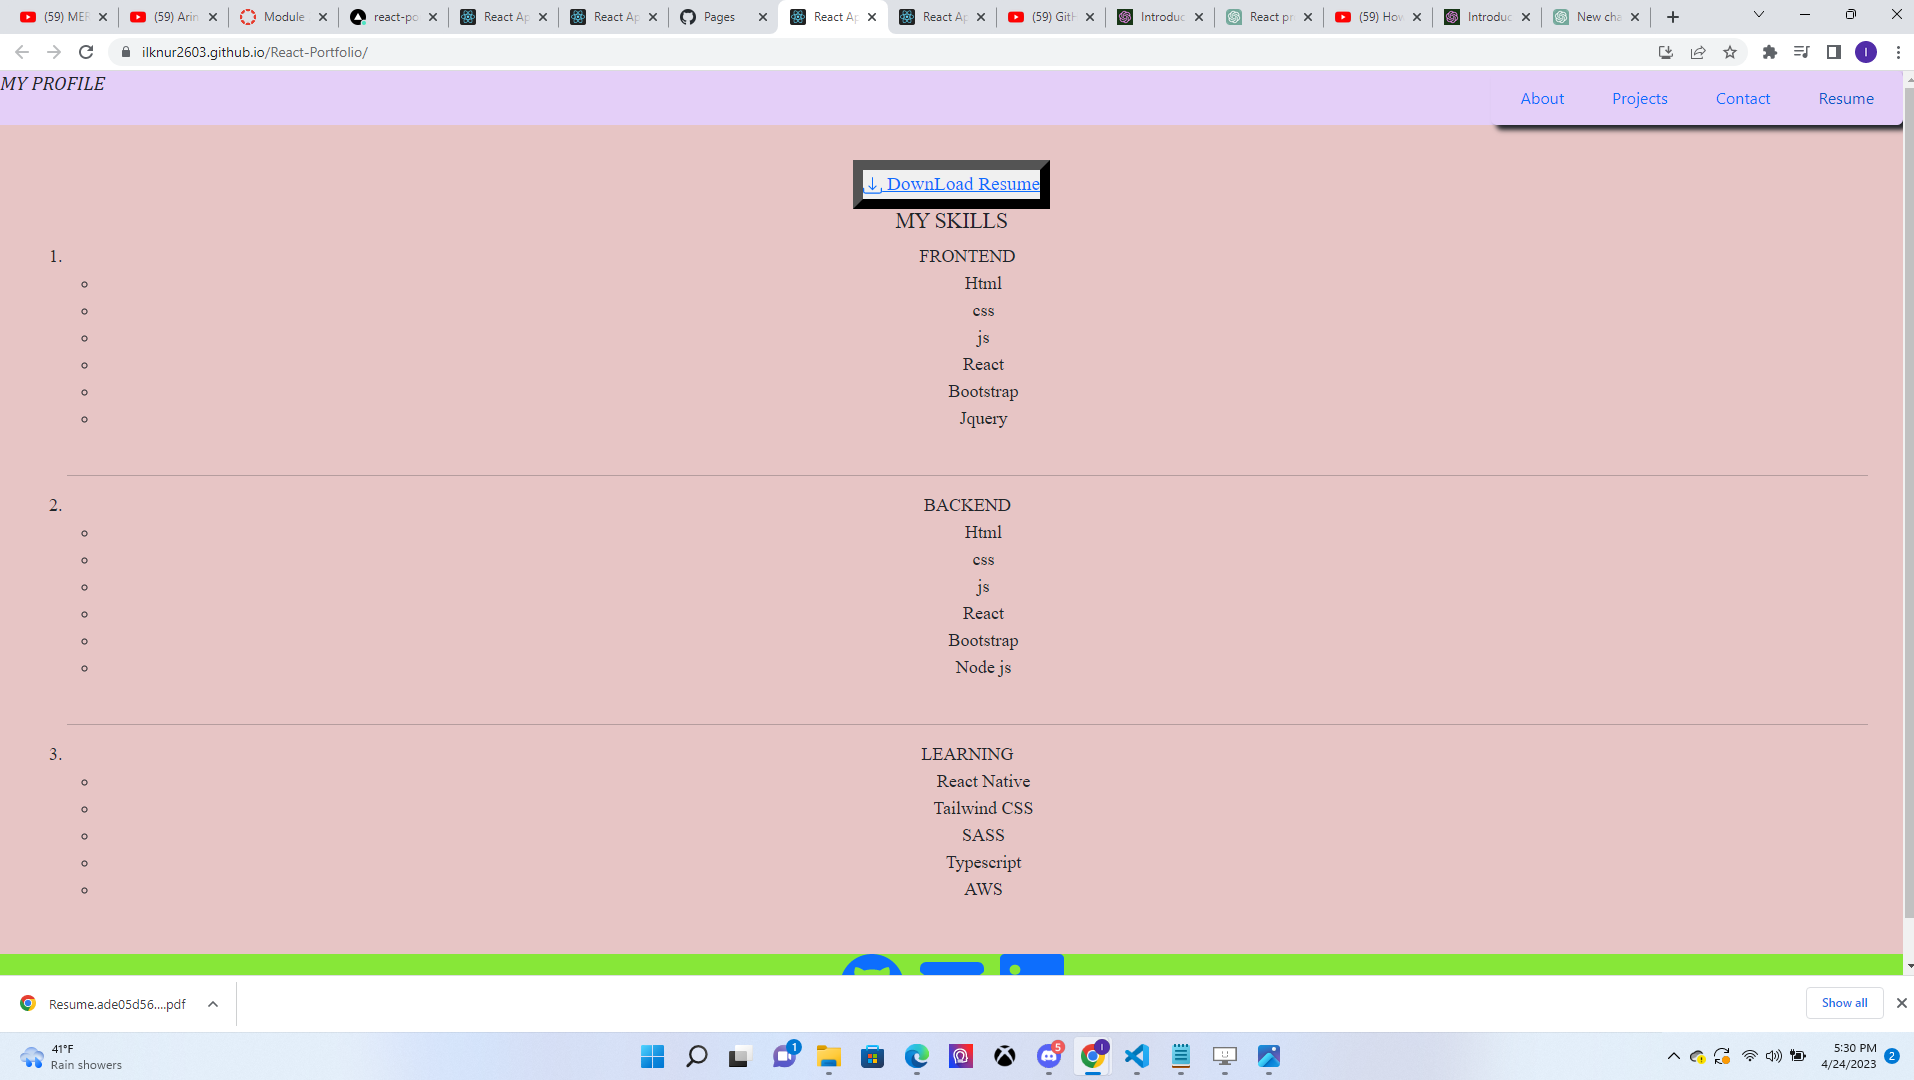 (59) MER
(59) Arin
Module
react-po
React Ap
React Ap
Pages
React Ap
React Ap
(59) GitH
Introduc
React pr
(59) How
Introduc
New cha
ilknur2603.github.io/React-Portfolio/
I
MY PROFILE
About
Projects
Contact
Resume
DownLoad Resume
MY SKILLS
1. FRONTEND
Html
css
js
React
Bootstrap
Jquery
2. BACKEND
Html
css
js
React
Bootstrap
Node js
3. LEARNING
React Native
Tailwind CSS
SASS
Typescript
AWS
Resume.ade05d56....pdf
Show all
41°F
Rain showers
1
5
I
5:30 PM
4/24/2023
2